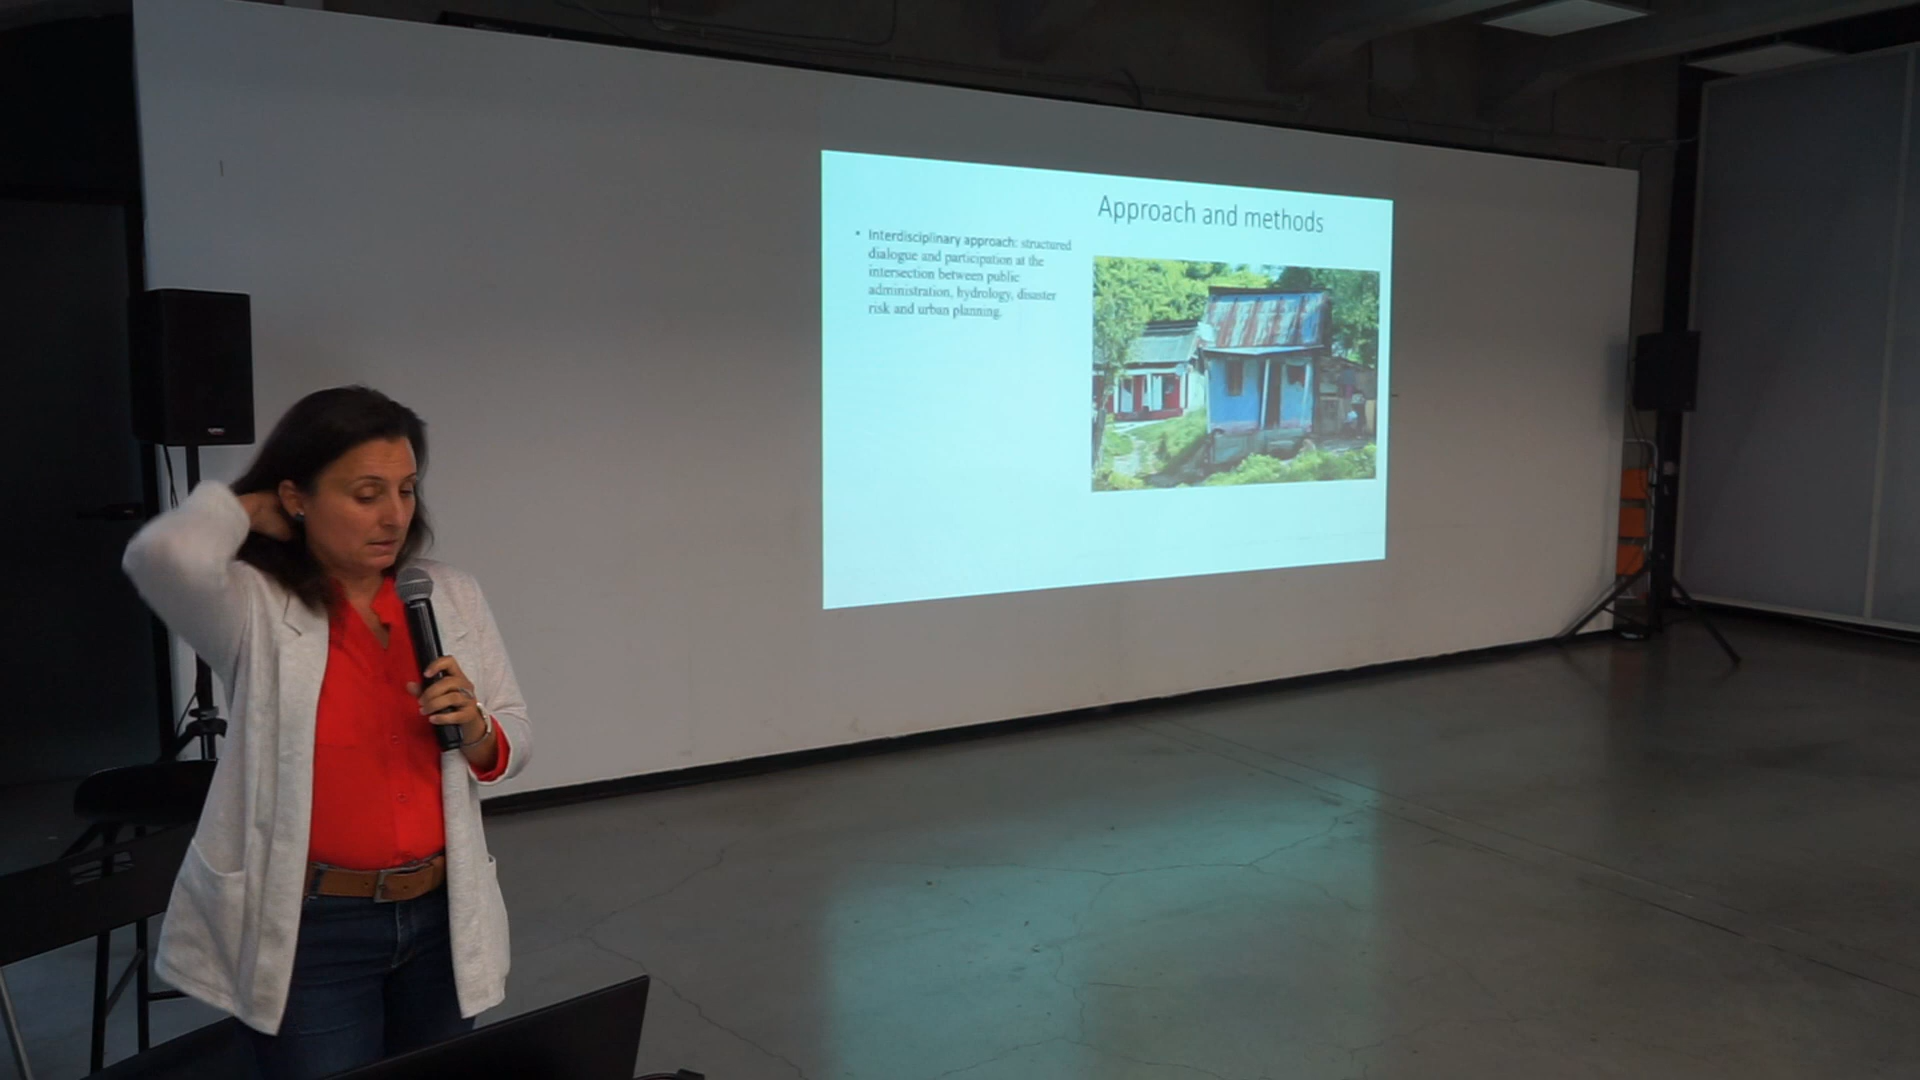 Approach and methods
• Interdisciplinary approach: structured
dialogue and participation at the
intersection between public
administration, hydrology, disaster
risk and urban planning.